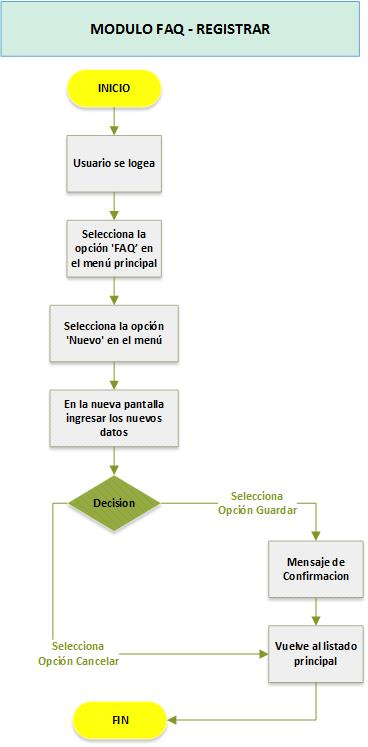 MODULO FAQ - REGISTRAR
INICIO
Usuario se logea
Selecciona la
opción 'FAQ' en
el menú principal
Selecciona la opción
'Nuevo' en el menú
En la nueva pantalla
ingresar los nuevos
datos
Decision
Selecciona
Opción Guardar
Mensaje de
Confirmacion
Selecciona
Opción Cancelar
Vuelve al listado
principal
FIN